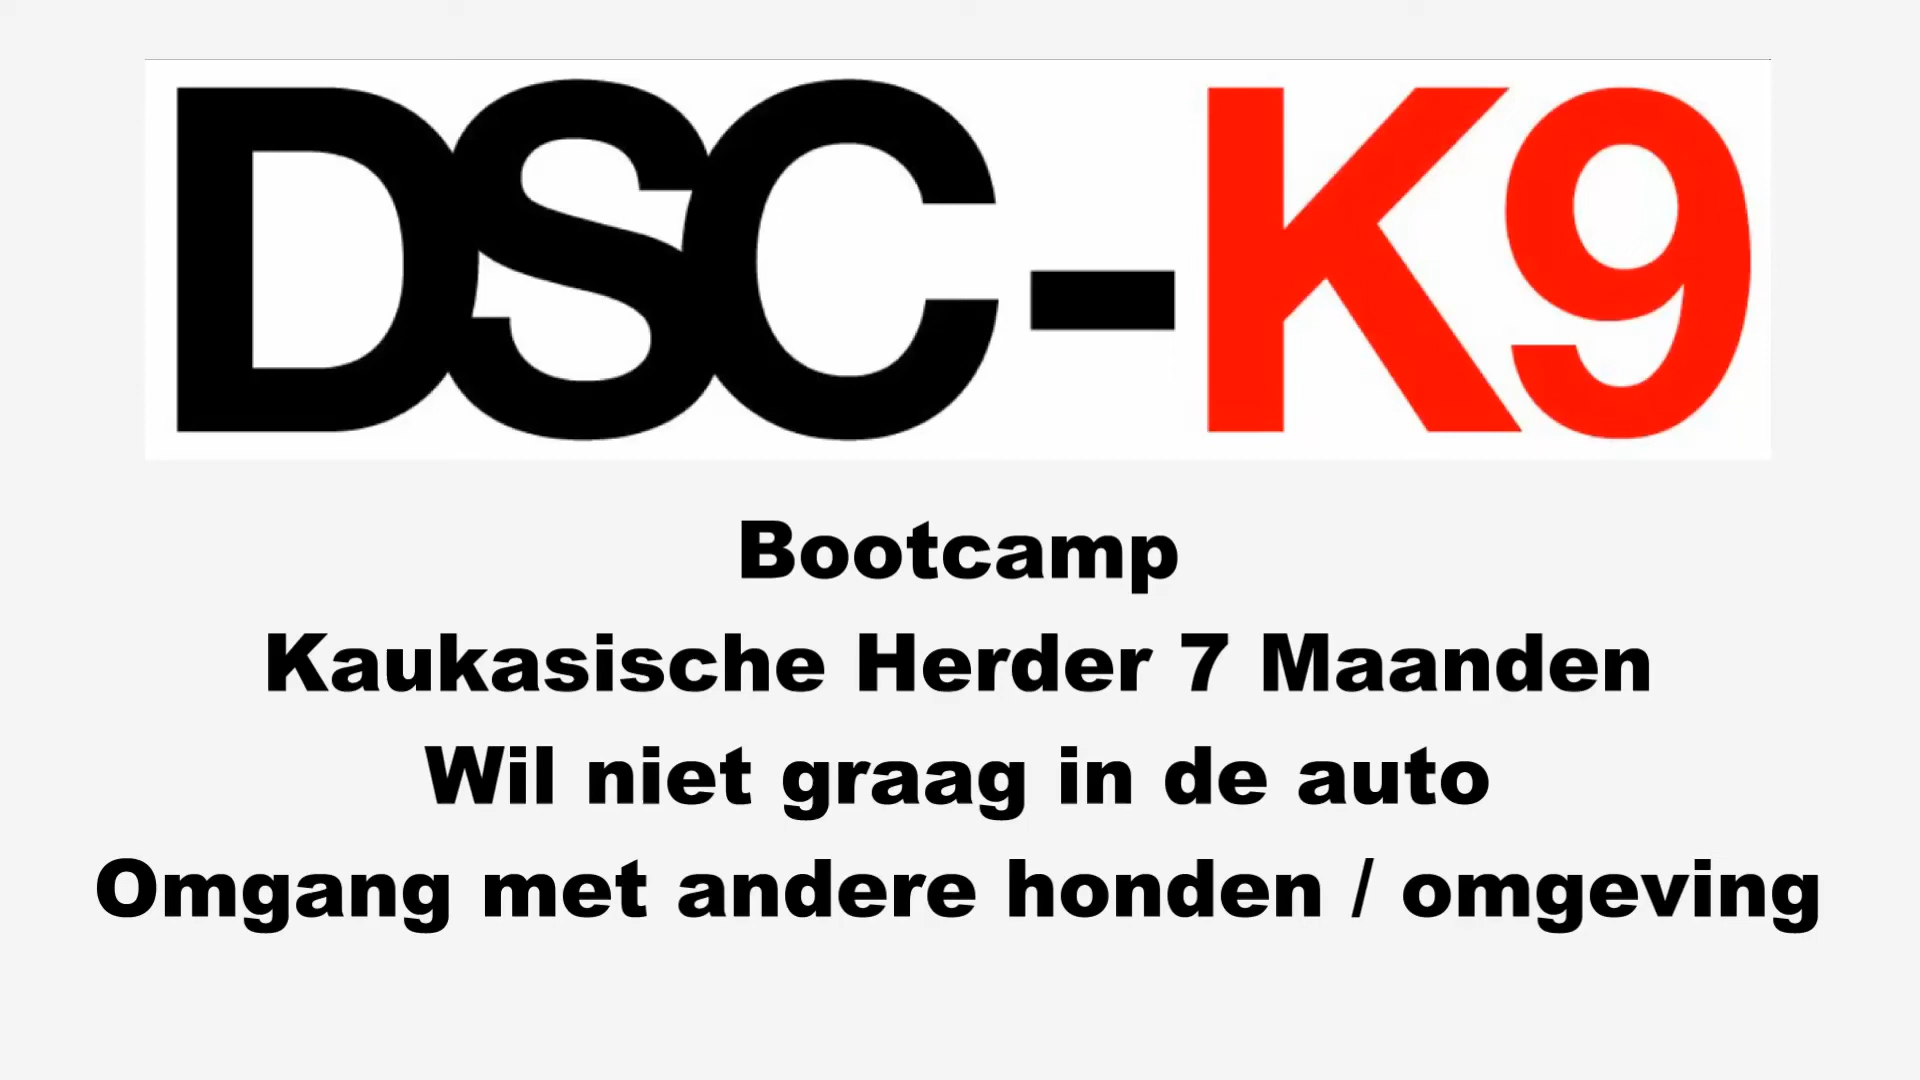 DSC-K9
Bootcamp
Kaukasische Herder 7 Maanden
Wil niet graag in de auto
Omgang met andere honden / omgeving